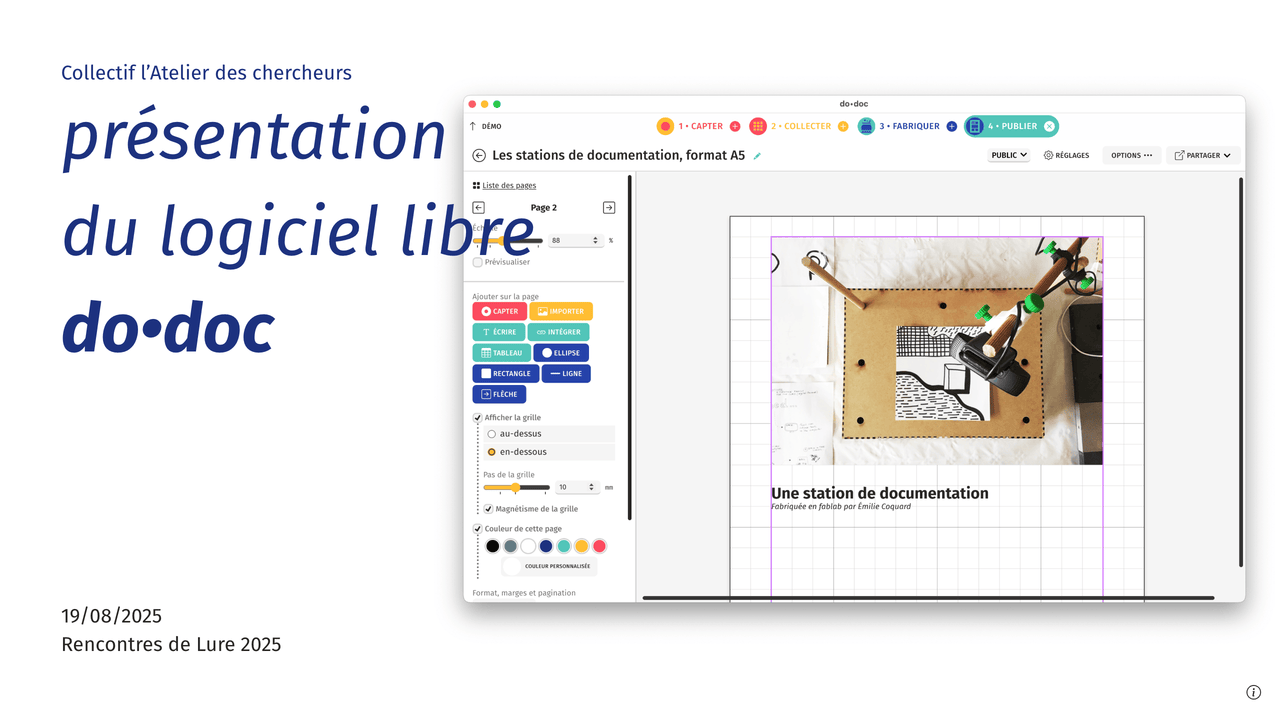 Collectif l’Atelier des chercheurs
présentation
du logiciel libre
do•doc
19/08/2025
Rencontres de Lure 2025
do•doc
DÉMO
1 • CAPTER
2 • COLLECTER
3 • FABRIQUER
4 • PUBLIER
Les stations de documentation, format A5
PUBLIC
RÉGLAGES
OPTIONS
PARTAGER
Liste des pages
Page 2
88 %
Prévisualiser
Ajouter sur la page
CAPTER
IMPORTER
ÉCRIRE
INTÉGRER
TABLEAU
ELLIPSE
RECTANGLE
LIGNE
FLÈCHE
Afficher la grille
au-dessus
en-dessous
Pas de la grille
10 mm
Magnétisme de la grille
Couleur de cette page
COULEUR PERSONNALISÉE
Format, marges et pagination
Une station de documentation
Fabriquée en fablab par Émilie Coquard